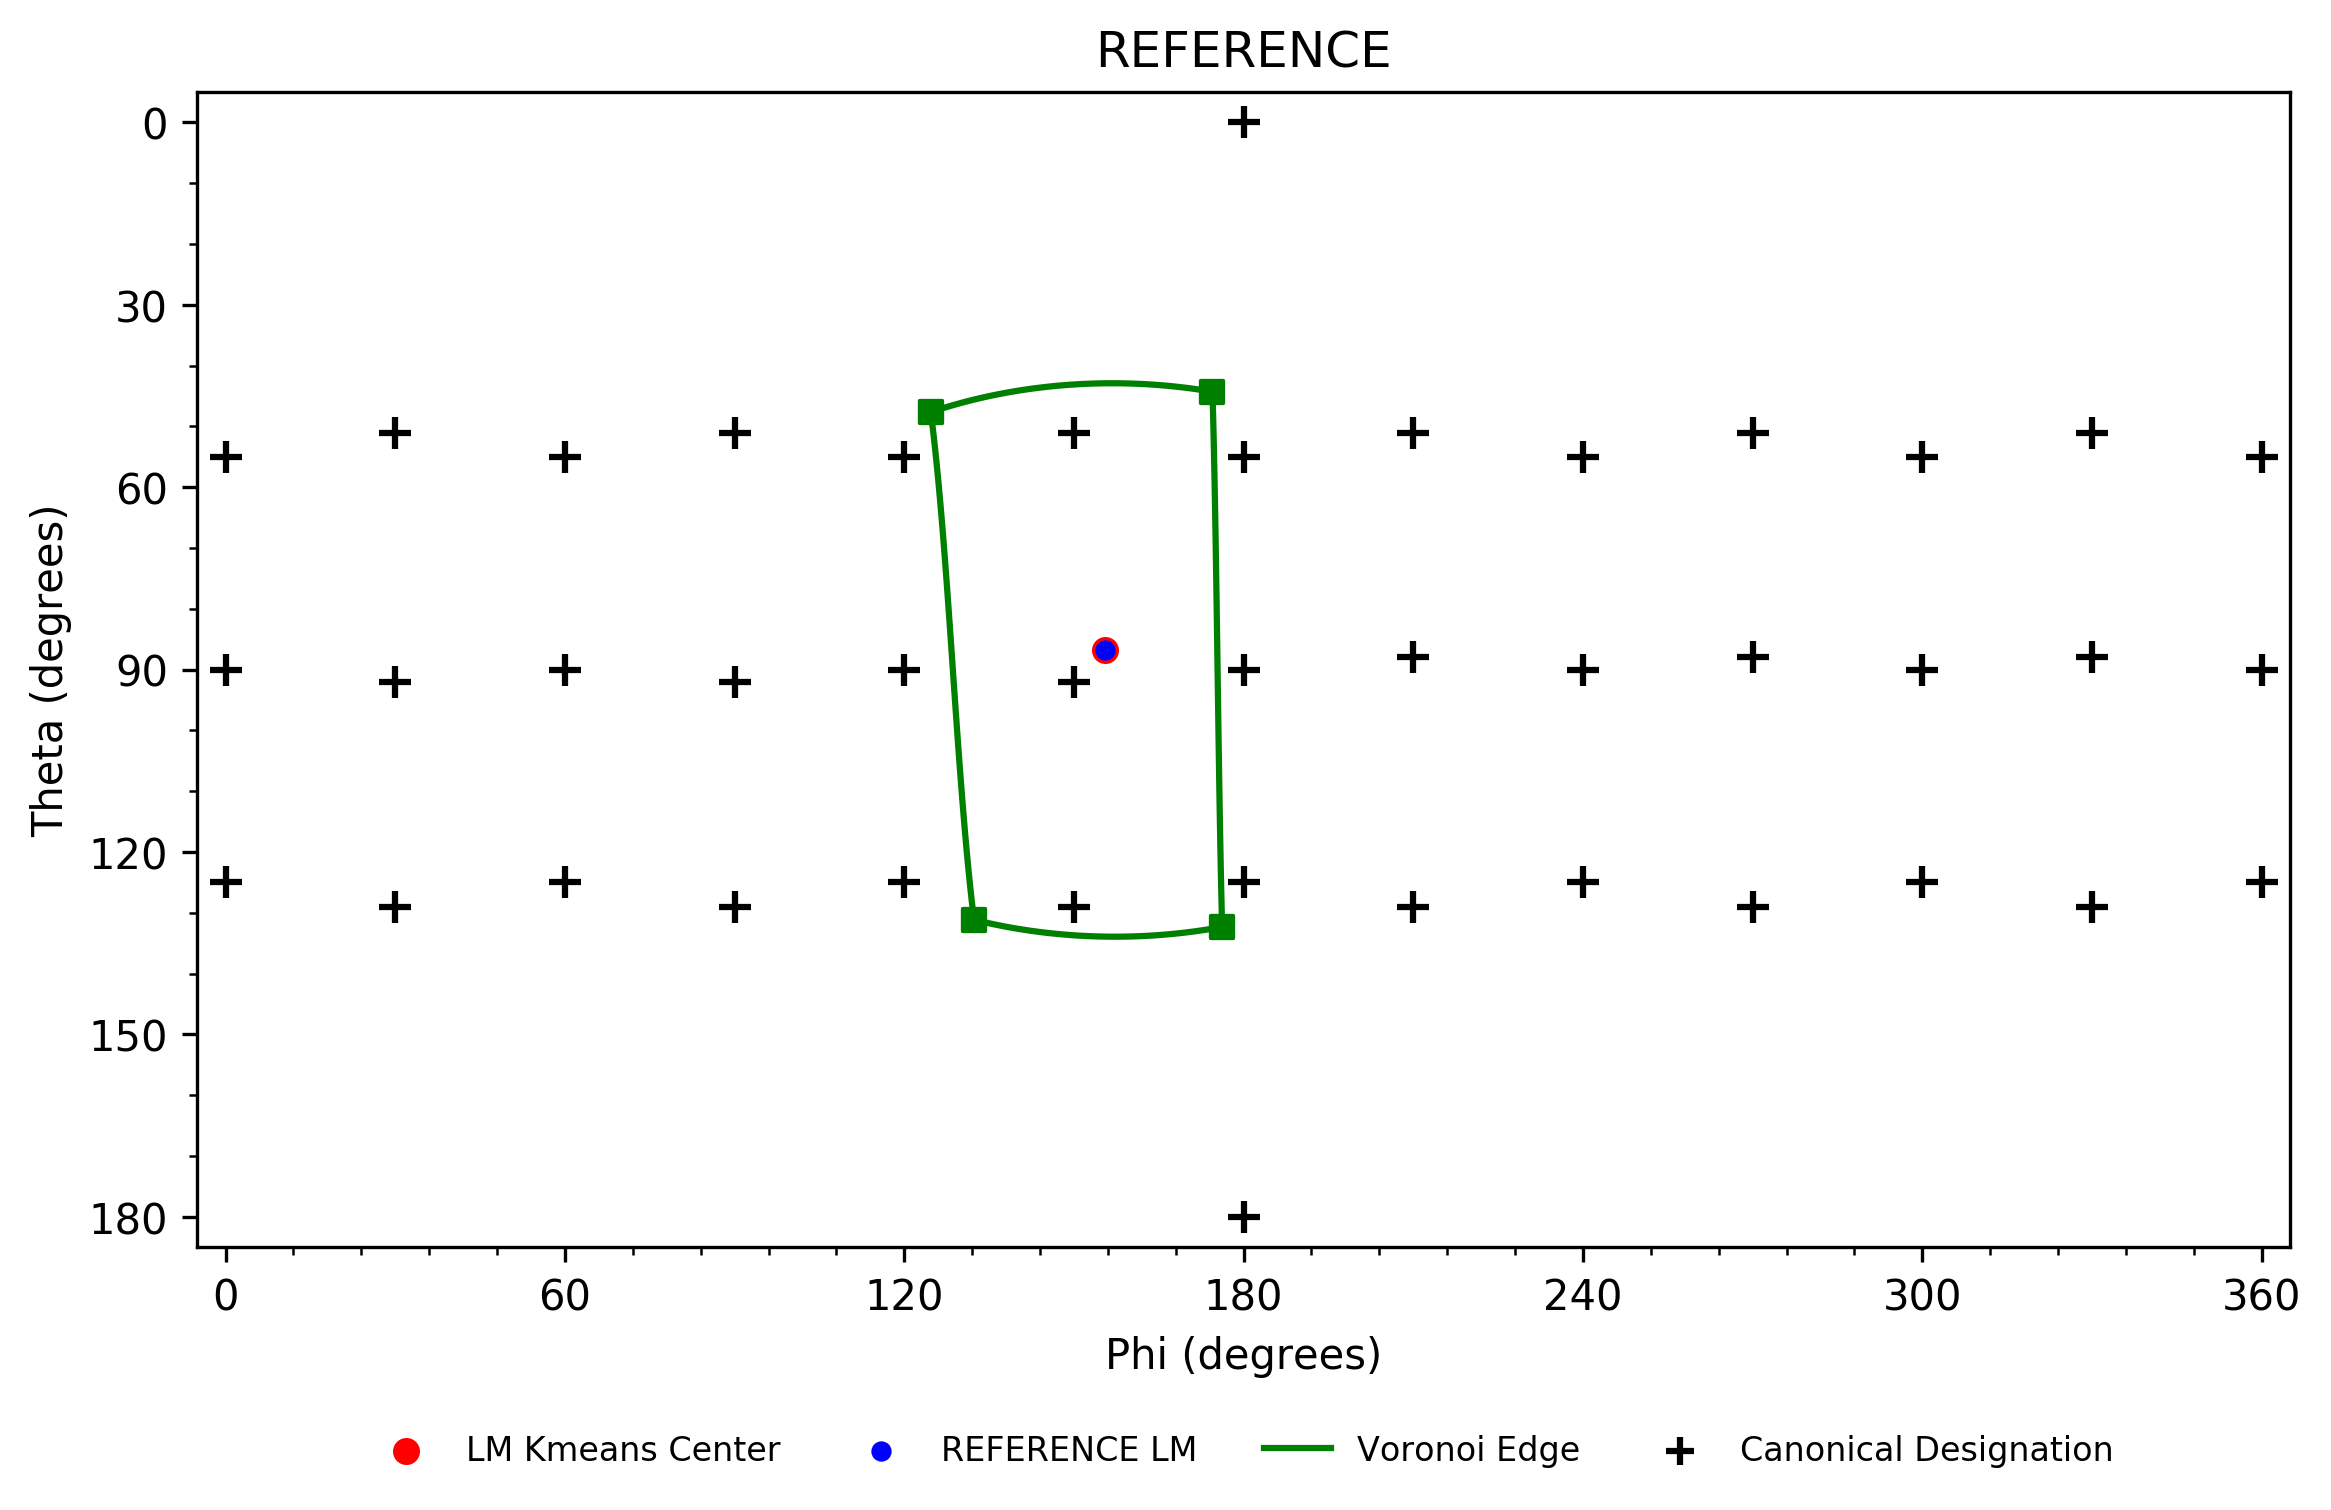 REFERENCE
0
30
60
90
120
150
180
Theta (degrees)
0 60 120 180 240 300 360
Phi (degrees)
LM Kmeans Center REFERENCE LM Voronoi Edge Canonical Designation